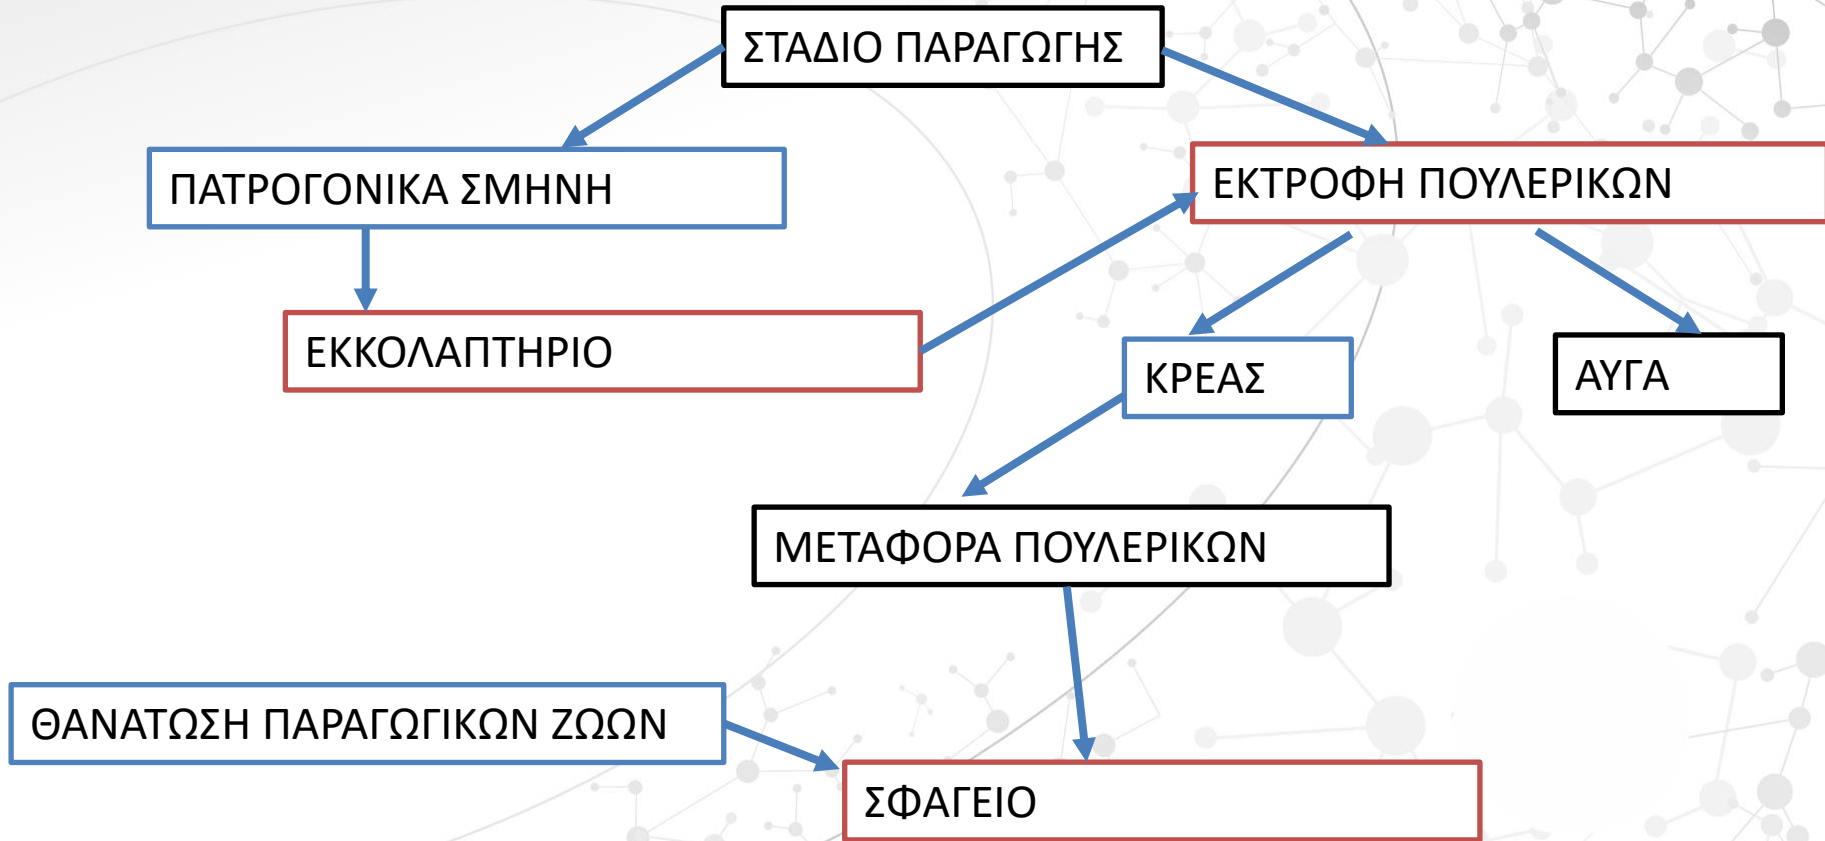 ΣΤΑΔΙΟ ΠΑΡΑΓΩΓΗΣ
ΠΑΤΡΟΓΟΝΙΚΑ ΣΜΗΝΗ
ΕΚΤΡΟΦΗ ΠΟΥΛΕΡΙΚΩΝ
ΕΚΚΟΛΑΠΤΗΡΙΟ
ΚΡΕΑΣ
ΑΥΓΑ
ΜΕΤΑΦΟΡΑ ΠΟΥΛΕΡΙΚΩΝ
ΘΑΝΑΤΩΣΗ ΠΑΡΑΓΩΓΙΚΩΝ ΖΩΩΝ
ΣΦΑΓΕΙΟ